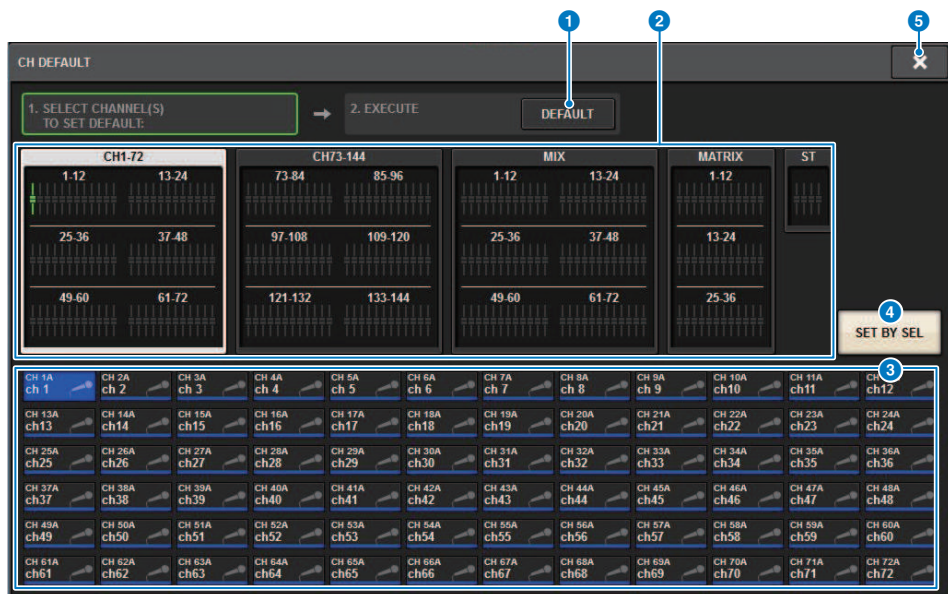 1 2 5
CH DEFAULT
1. SELECT CHANNEL(S)
TO SET DEFAULT:
→ 2. EXECUTE DEFAULT
CH1-72 CH73-144 MIX MATRIX ST
1-12 13-24 73-84 85-96 1-12 13-24 1-12
25-36 37-48 97-108 109-120 25-36 37-48 13-24
49-60 61-72 121-132 133-144 49-60 61-72 25-36
4
SET BY SEL
3
CH 1A CH 2A CH 3A CH 4A CH 5A CH 6A CH 7A CH 8A CH 9A CH 10A CH 11A CH
ch 1 ch 2 ch 3 ch 4 ch 5 ch 6 ch 7 ch 8 ch 9 ch10 ch11 ch12
CH 13A CH 14A CH 15A CH 16A CH 17A CH 18A CH 19A CH 20A CH 21A CH 22A CH 23A CH 24A
ch13 ch14 ch15 ch16 ch17 ch18 ch19 ch20 ch21 ch22 ch23 ch24
CH 25A CH 26A CH 27A CH 28A CH 29A CH 30A CH 31A CH 32A CH 33A CH 34A CH 35A CH 36A
ch25 ch26 ch27 ch28 ch29 ch30 ch31 ch32 ch33 ch34 ch35 ch36
CH 37A CH 38A CH 39A CH 40A CH 41A CH 42A CH 43A CH 44A CH 45A CH 46A CH 47A CH 48A
ch37 ch38 ch39 ch40 ch41 ch42 ch43 ch44 ch45 ch46 ch47 ch48
CH 49A CH 50A CH 51A CH 52A CH 53A CH 54A CH 55A CH 56A CH 57A CH 58A CH 59A CH 60A
ch49 ch50 ch51 ch52 ch53 ch54 ch55 ch56 ch57 ch58 ch59 ch60
CH 61A CH 62A CH 63A CH 64A CH 65A CH 66A CH 67A CH 68A CH 69A CH 70A CH 71A CH 72A
ch61 ch62 ch63 ch64 ch65 ch66 ch67 ch68 ch69 ch70 ch71 ch72